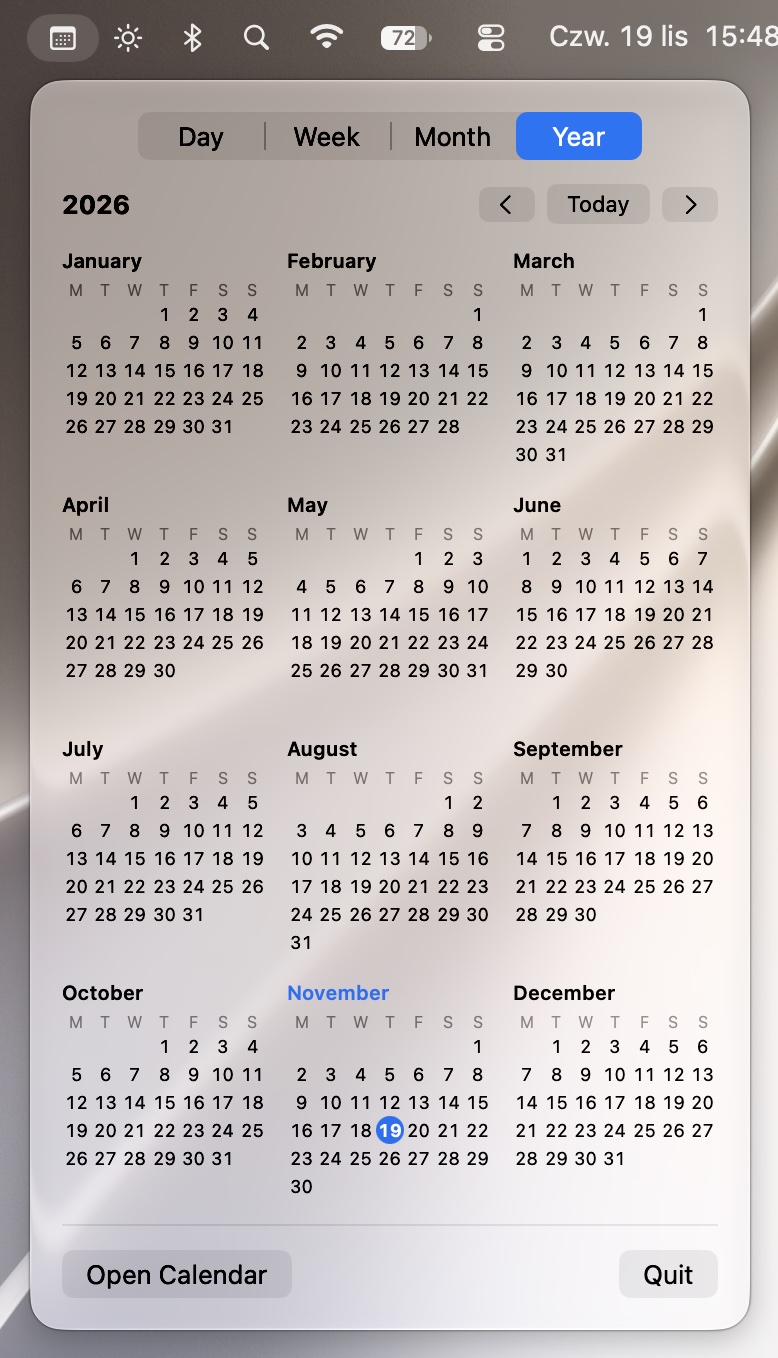 72 Czw. 19 lis 15:48
Day Week Month Year
2026 Today
January February March
M T W T F S S M T W T F S S M T W T F S S
1 2 3 4 1 1
5 6 7 8 9 10 11 2 3 4 5 6 7 8 2 3 4 5 6 7 8
12 13 14 15 16 17 18 9 10 11 12 13 14 15 9 10 11 12 13 14 15
19 20 21 22 23 24 25 16 17 18 19 20 21 22 16 17 18 19 20 21 22
26 27 28 29 30 31 23 24 25 26 27 28 23 24 25 26 27 28 29
30 31
April May June
M T W T F S S M T W T F S S M T W T F S S
1 2 3 4 5 1 2 3 1 2 3 4 5 6 7
6 7 8 9 10 11 12 4 5 6 7 8 9 10 8 9 10 11 12 13 14
13 14 15 16 17 18 19 11 12 13 14 15 16 17 15 16 17 18 19 20 21
20 21 22 23 24 25 26 18 19 20 21 22 23 24 22 23 24 25 26 27 28
27 28 29 30 25 26 27 28 29 30 31 29 30
July August September
M T W T F S S M T W T F S S M T W T F S S
1 2 3 4 5 1 2 1 2 3 4 5 6
6 7 8 9 10 11 12 3 4 5 6 7 8 9 7 8 9 10 11 12 13
13 14 15 16 17 18 19 10 11 12 13 14 15 16 14 15 16 17 18 19 20
20 21 22 23 24 25 26 17 18 19 20 21 22 23 21 22 23 24 25 26 27
27 28 29 30 31 24 25 26 27 28 29 30 28 29 30
31
October November December
M T W T F S S M T W T F S S M T W T F S S
1 2 3 4 1 1 2 3 4 5 6
5 6 7 8 9 10 11 2 3 4 5 6 7 8 7 8 9 10 11 12 13
12 13 14 15 16 17 18 9 10 11 12 13 14 15 14 15 16 17 18 19 20
19 20 21 22 23 24 25 16 17 18 19 20 21 22 21 22 23 24 25 26 27
26 27 28 29 30 31 23 24 25 26 27 28 29 28 29 30 31
30
Open Calendar Quit